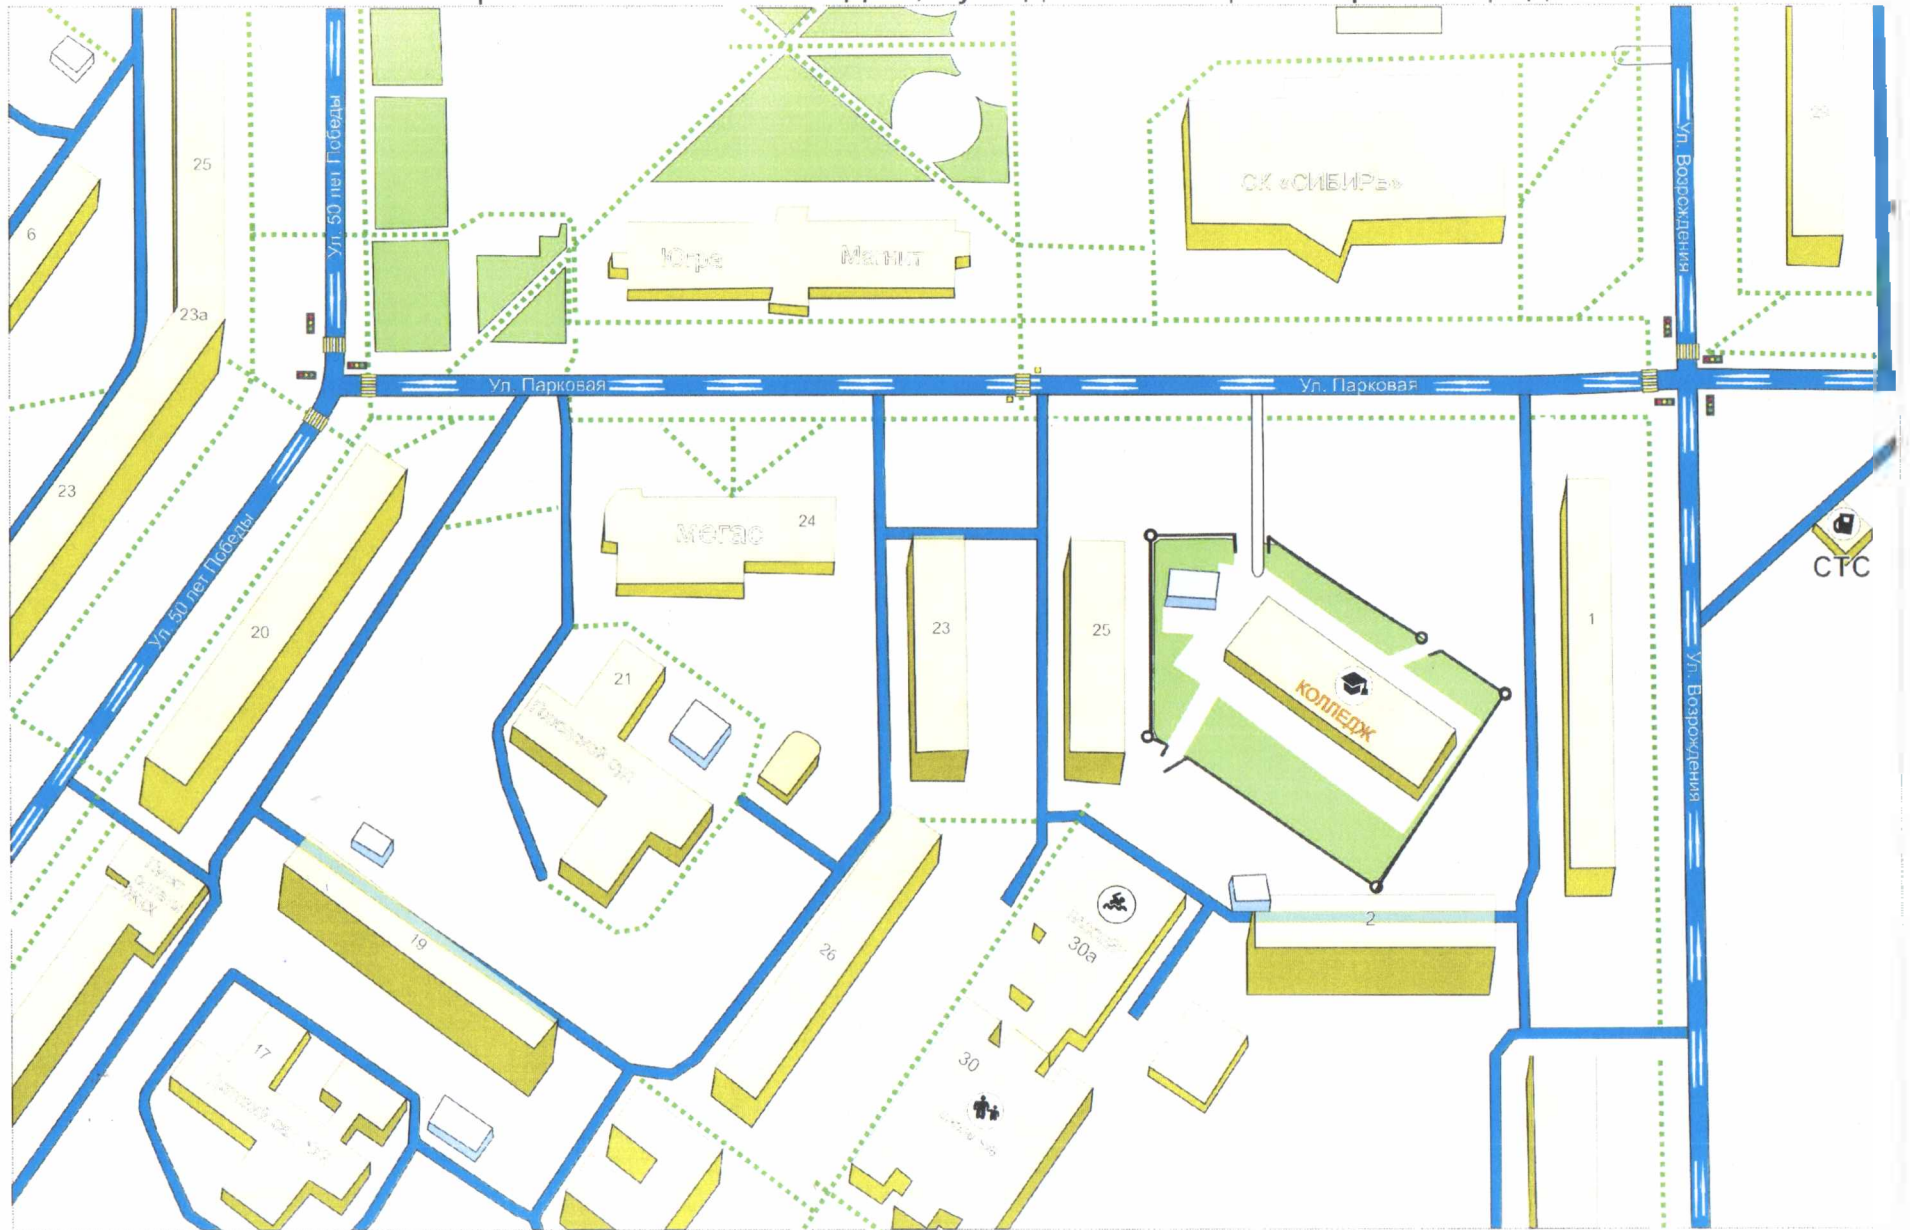 25
Ул. 50 лет Победы
Ул. Возрождения
29
СК «СИБИРЬ»
6
Югра
Магнит
23а
Ул. Парковая
Ул. Парковая
23
Мегас
24
СТС
Ул. 50 лет Победы
20
23
25
1
21
КОЛЛЕДЖ
Ул. Возрождения
19
2
26
30а
17
30